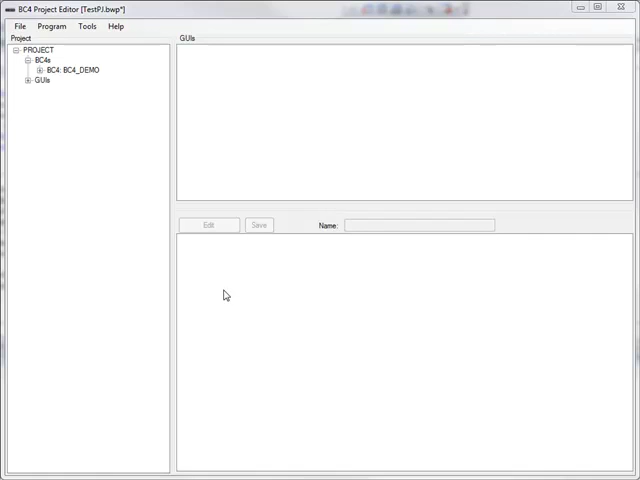 BC4 Project Editor [TestPJ.bwp*]
File Program Tools Help
Project
GUIs
PROJECT
BC4s
BC4: BC4_DEMO
GUIs
Edit Save Name: